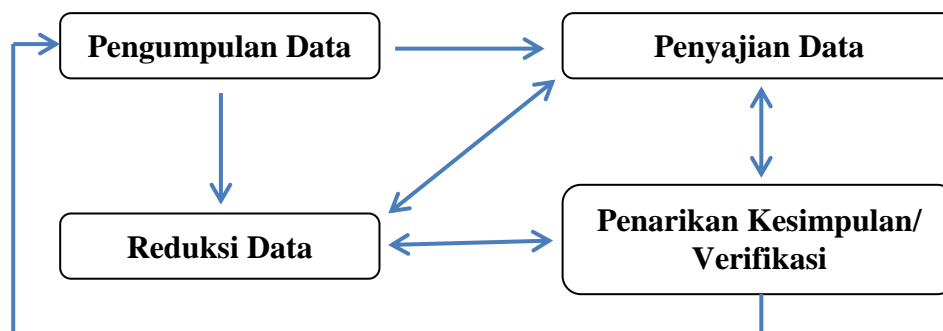 Pengumpulan Data
Penyajian Data
Reduksi Data
Penarikan Kesimpulan/
Verifikasi